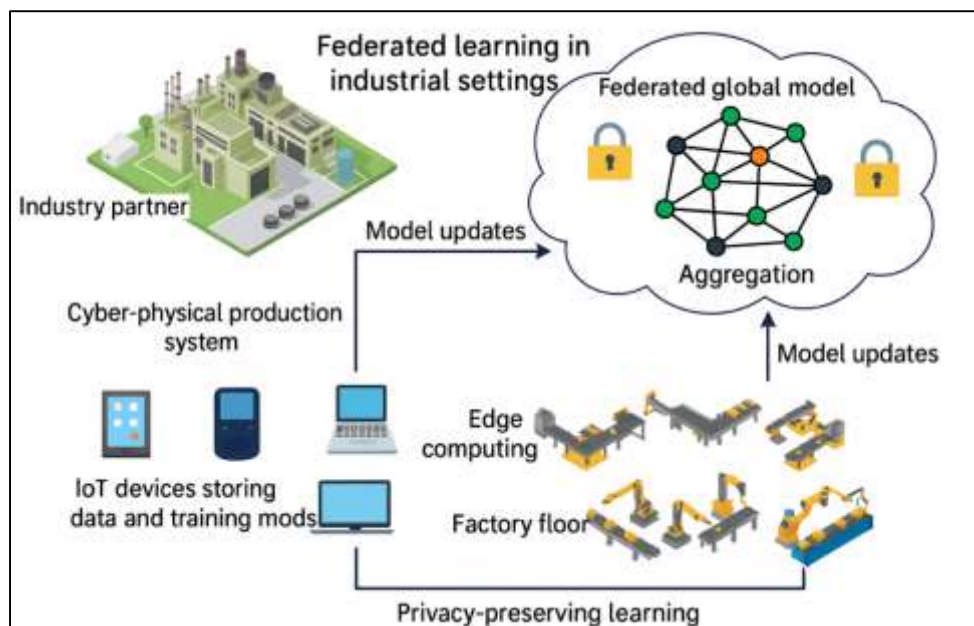 Federated learning in
industrial settings
Federated global model
Industry partner
Model updates
Aggregation
Cyber-physical production
system
Model updates
Edge
computing
IoT devices storing
data and training mods
Factory floor
Privacy-preserving learning